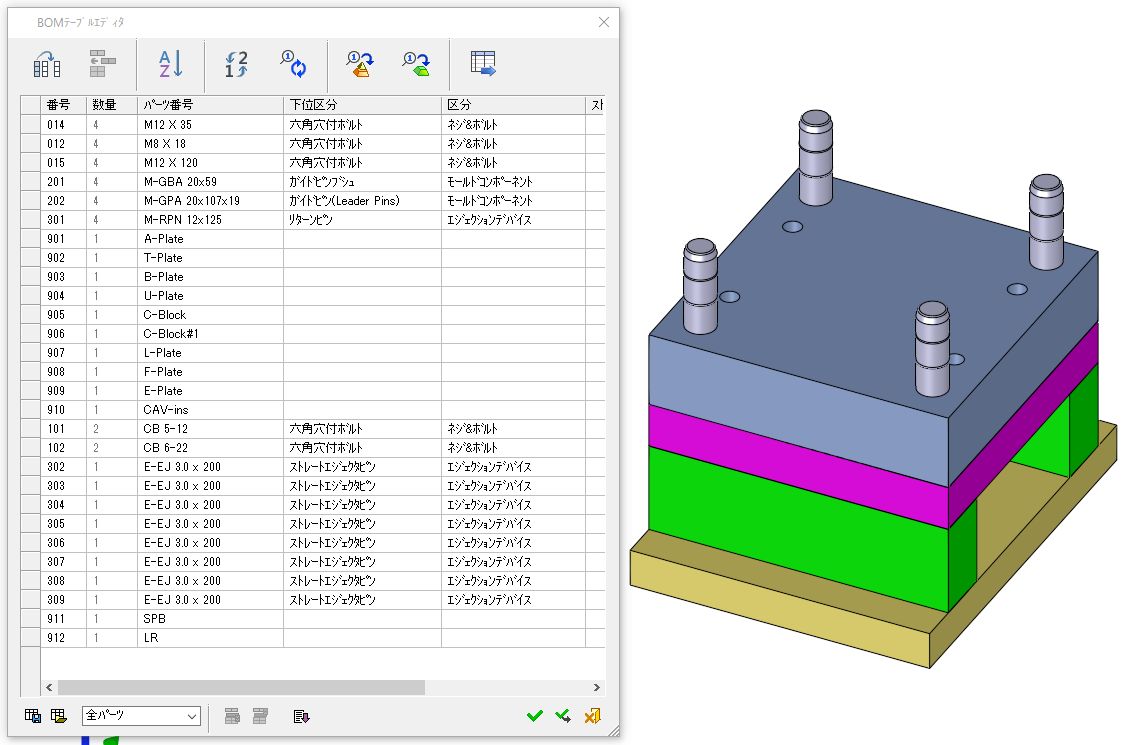 BOMﾃｰﾌﾞﾙｴﾃﾞｨﾀ
番号 数量 ﾊﾟｰﾂ番号 下位区分 区分 ｽﾄ
014 4 M12 X 35 六角穴付ﾎﾞﾙﾄ ﾈｼﾞ&ﾎﾞﾙﾄ
012 4 M8 X 18 六角穴付ﾎﾞﾙﾄ ﾈｼﾞ&ﾎﾞﾙﾄ
015 4 M12 X 120 六角穴付ﾎﾞﾙﾄ ﾈｼﾞ&ﾎﾞﾙﾄ
201 4 M-GBA 20x59 ｶﾞｲﾄﾞﾋﾟﾝﾌﾞｼｭ ﾓｰﾙﾄﾞｺﾝﾎﾟｰﾈﾝﾄ
202 4 M-GPA 20x107x19 ｶﾞｲﾄﾞﾋﾟﾝ(Leader Pins) ﾓｰﾙﾄﾞｺﾝﾎﾟｰﾈﾝﾄ
301 4 M-RPN 12x125 ﾘﾀｰﾝﾋﾟﾝ ｴｼﾞｪｸｼｮﾝﾃﾞﾊﾞｲｽ
901 1 A-Plate
902 1 T-Plate
903 1 B-Plate
904 1 U-Plate
905 1 C-Block
906 1 C-Block#1
907 1 L-Plate
908 1 F-Plate
909 1 E-Plate
910 1 CAV-ins
101 2 CB 5-12 六角穴付ﾎﾞﾙﾄ ﾈｼﾞ&ﾎﾞﾙﾄ
102 2 CB 6-22 六角穴付ﾎﾞﾙﾄ ﾈｼﾞ&ﾎﾞﾙﾄ
302 1 E-EJ 3.0 x 200 ｽﾄﾚｰﾄｴｼﾞｪｸﾀﾋﾟﾝ ｴｼﾞｪｸｼｮﾝﾃﾞﾊﾞｲｽ
303 1 E-EJ 3.0 x 200 ｽﾄﾚｰﾄｴｼﾞｪｸﾀﾋﾟﾝ ｴｼﾞｪｸｼｮﾝﾃﾞﾊﾞｲｽ
304 1 E-EJ 3.0 x 200 ｽﾄﾚｰﾄｴｼﾞｪｸﾀﾋﾟﾝ ｴｼﾞｪｸｼｮﾝﾃﾞﾊﾞｲｽ
305 1 E-EJ 3.0 x 200 ｽﾄﾚｰﾄｴｼﾞｪｸﾀﾋﾟﾝ ｴｼﾞｪｸｼｮﾝﾃﾞﾊﾞｲｽ
306 1 E-EJ 3.0 x 200 ｽﾄﾚｰﾄｴｼﾞｪｸﾀﾋﾟﾝ ｴｼﾞｪｸｼｮﾝﾃﾞﾊﾞｲｽ
307 1 E-EJ 3.0 x 200 ｽﾄﾚｰﾄｴｼﾞｪｸﾀﾋﾟﾝ ｴｼﾞｪｸｼｮﾝﾃﾞﾊﾞｲｽ
308 1 E-EJ 3.0 x 200 ｽﾄﾚｰﾄｴｼﾞｪｸﾀﾋﾟﾝ ｴｼﾞｪｸｼｮﾝﾃﾞﾊﾞｲｽ
309 1 E-EJ 3.0 x 200 ｽﾄﾚｰﾄｴｼﾞｪｸﾀﾋﾟﾝ ｴｼﾞｪｸｼｮﾝﾃﾞﾊﾞｲｽ
911 1 SPB
912 1 LR
全ﾊﾟｰﾂ